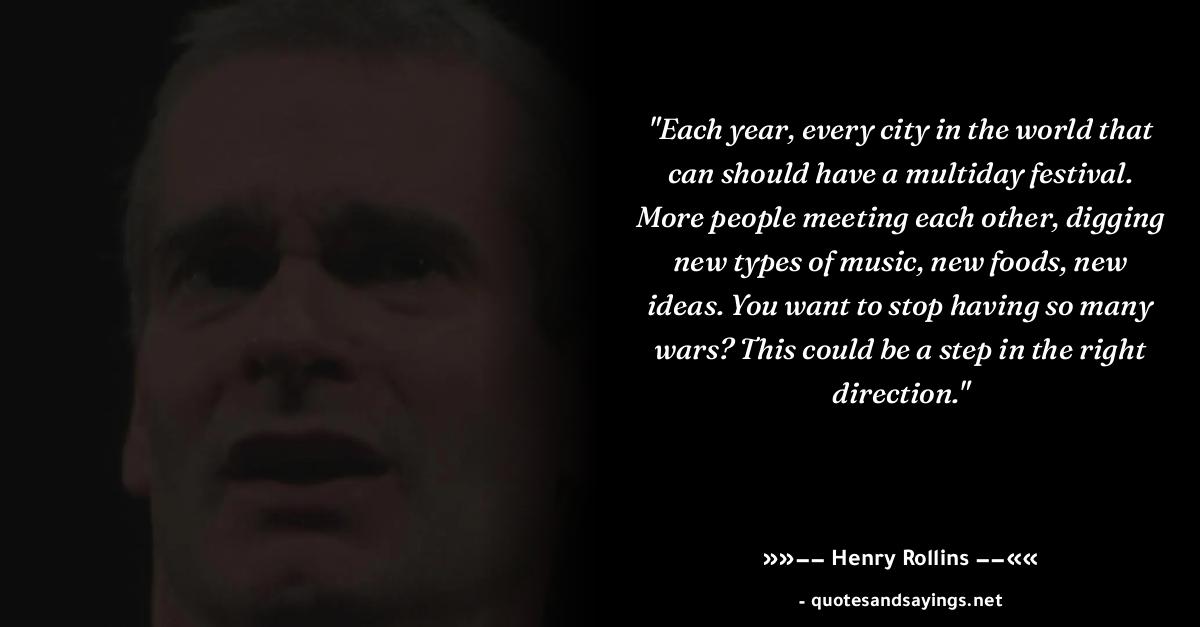 "Each year, every city in the world that
can should have a multiday festival.
More people meeting each other, digging
new types of music, new foods, new
ideas. You want to stop having so many
wars? This could be a step in the right
direction."
»»−− Henry Rollins −−««
- quotesandsayings.net